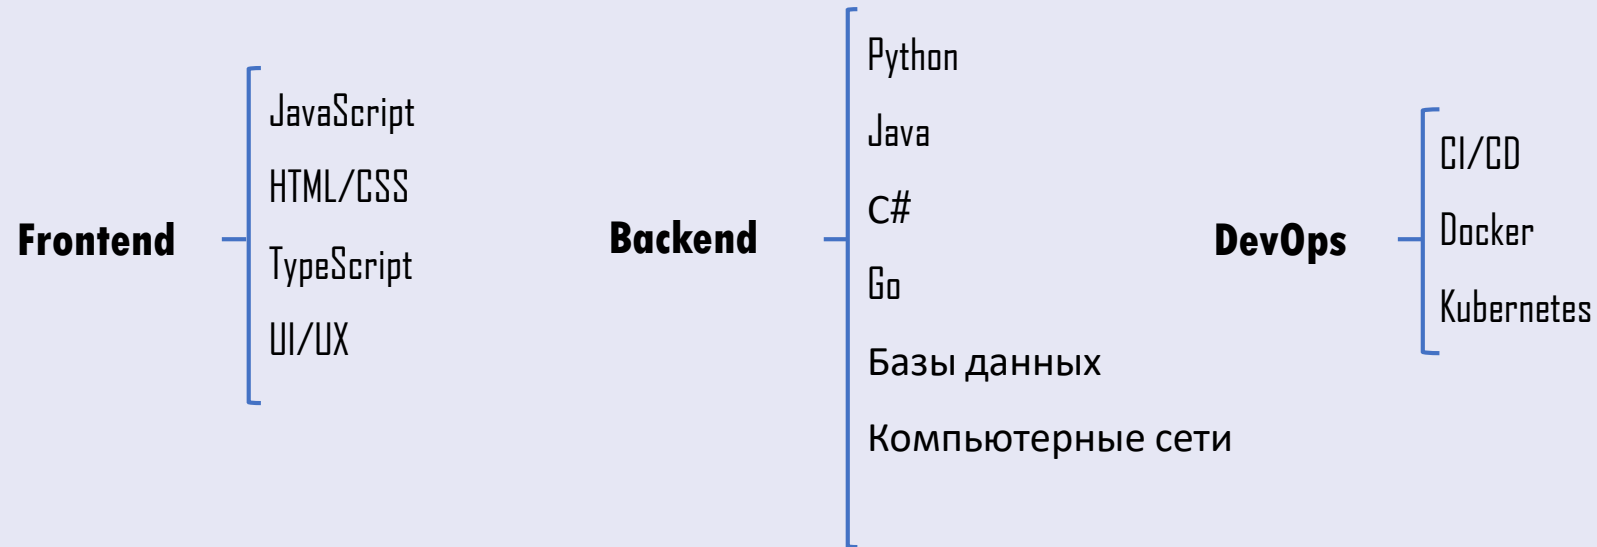 Frontend
JavaScript
HTML/CSS
TypeScript
UI/UX
Backend
Python
Java
C#
Go
Базы данных
Компьютерные сети
DevOps
CI/CD
Docker
Kubernetes